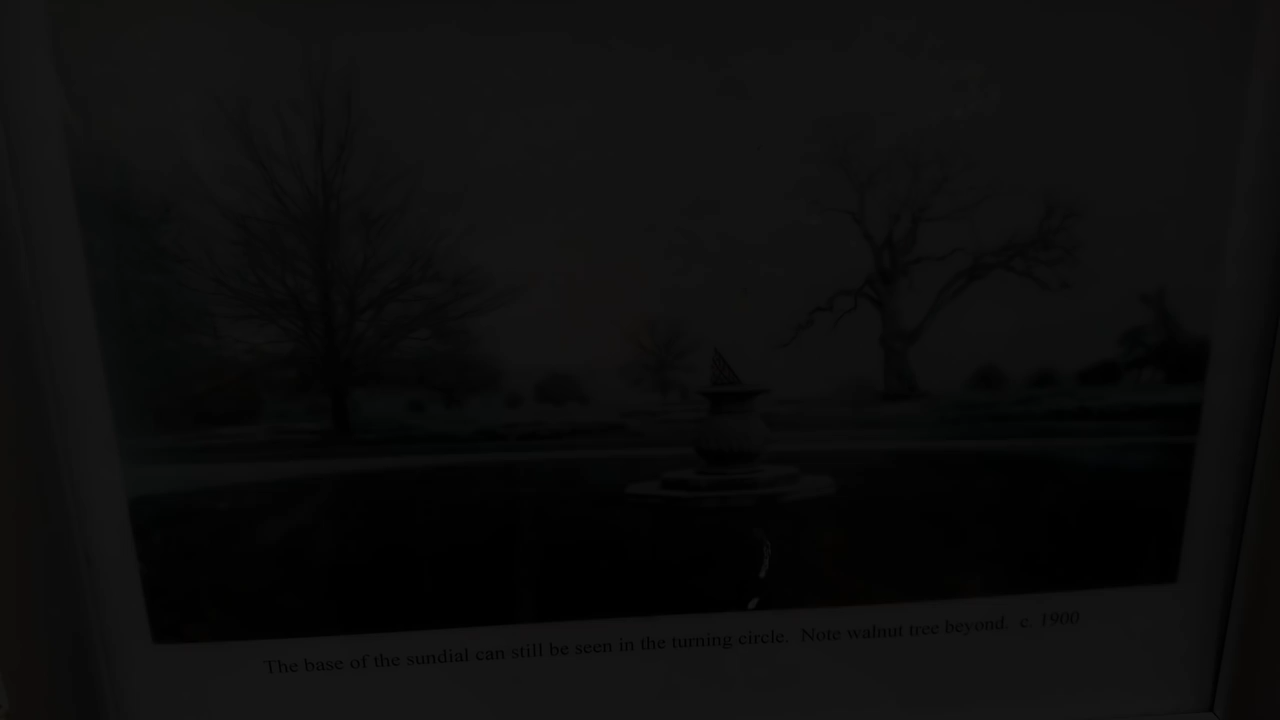 The base of the sundial can still be seen in the turning circle. Note walnut tree beyond. c. 1900